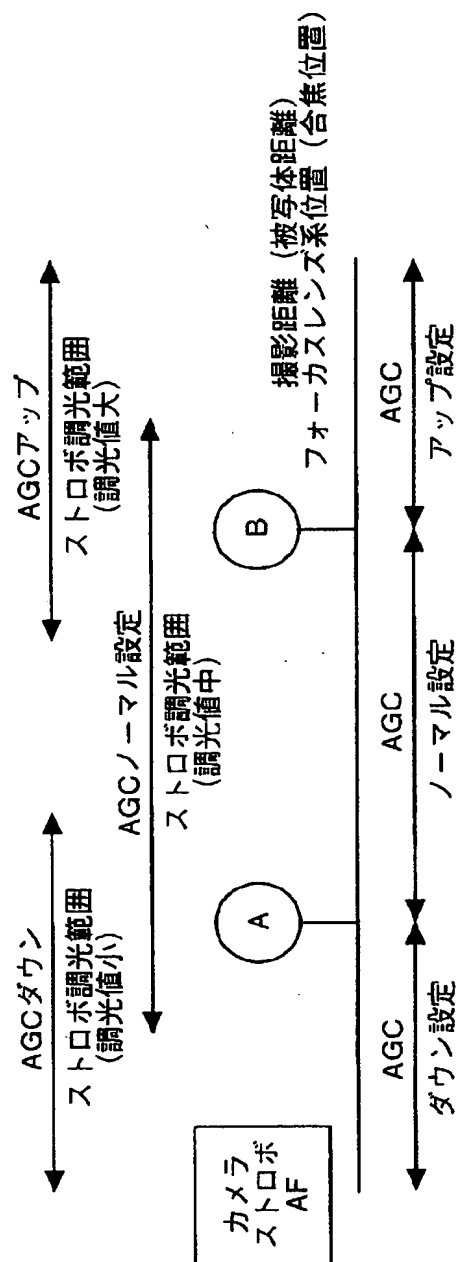 AGCダウン
ストロボ調光範囲
(調光値小)
AGCアップ
ストロボ調光範囲
(調光値大)
AGCノーマル設定
ストロボ調光範囲
(調光値中)
カメラ
ストロボ
AF
A
B
撮影距離 (被写体距離)
フォーカスレンズ系位置 (合焦位置)
AGC
ダウン設定
AGC
ノーマル設定
AGC
アップ設定